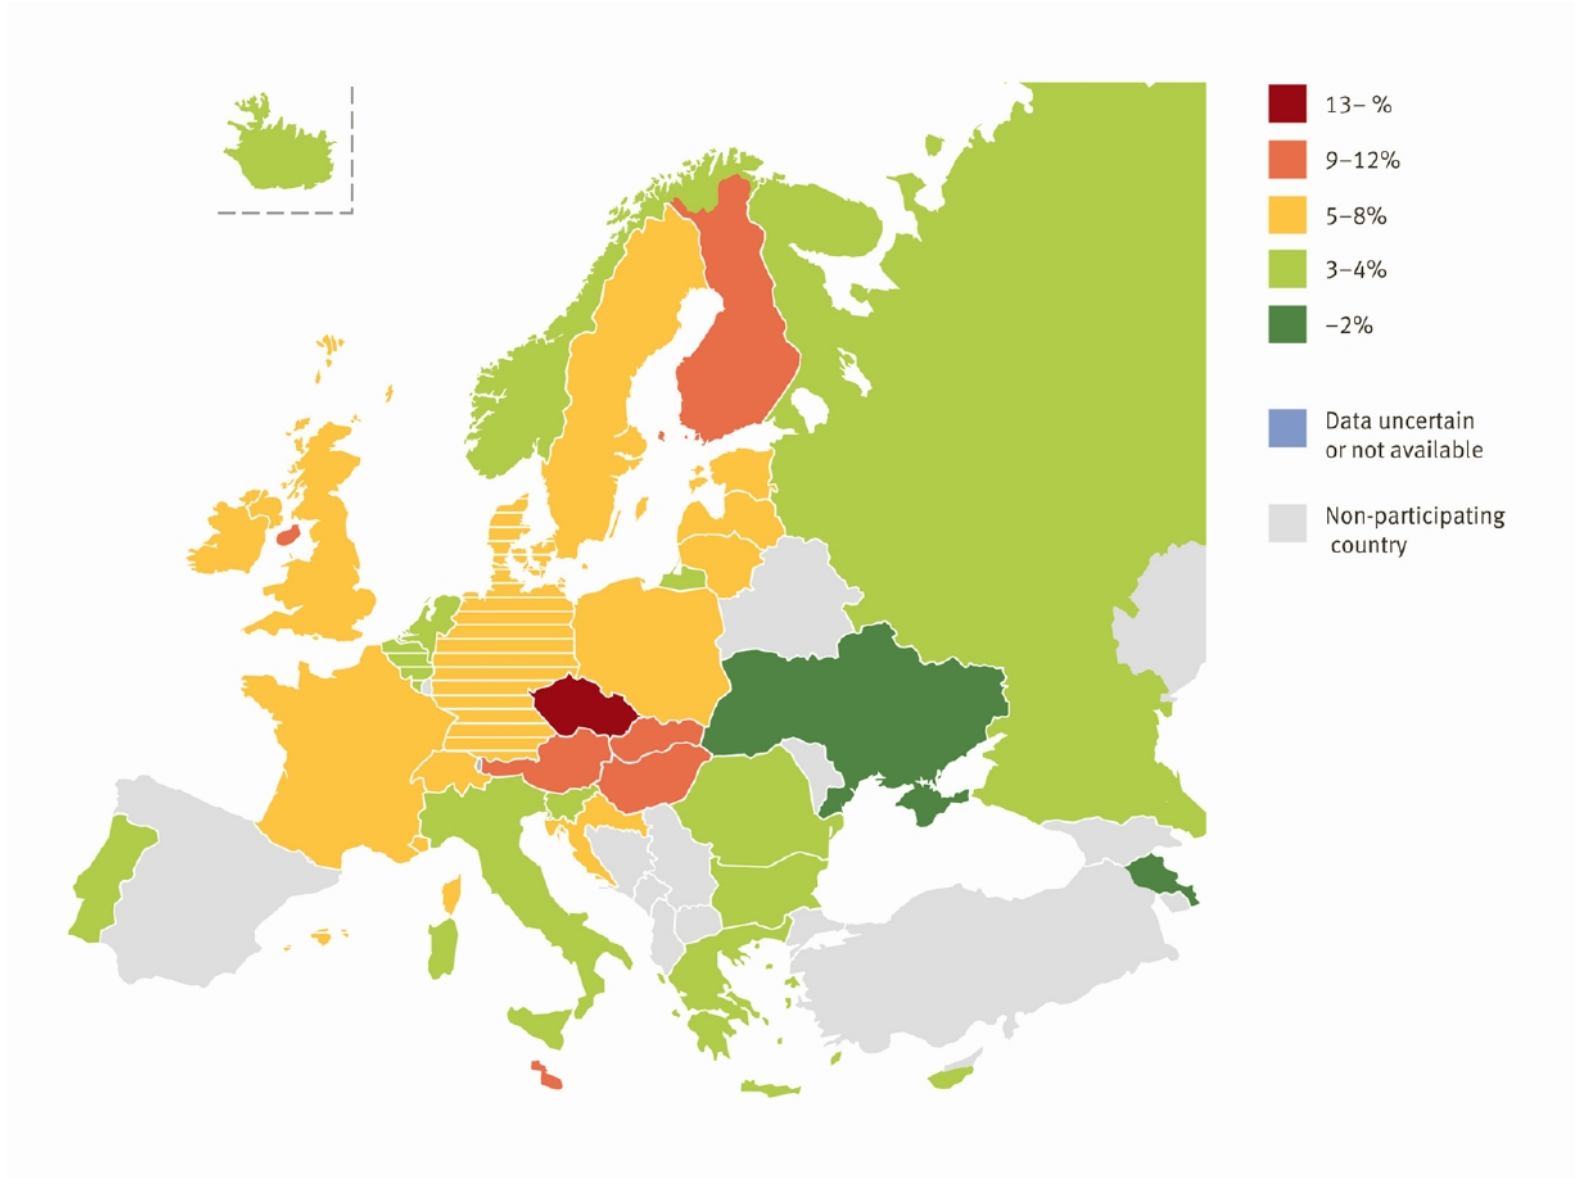 13– %
9–12%
5–8%
3–4%
–2%
Data uncertain
or not available
Non-participating
country